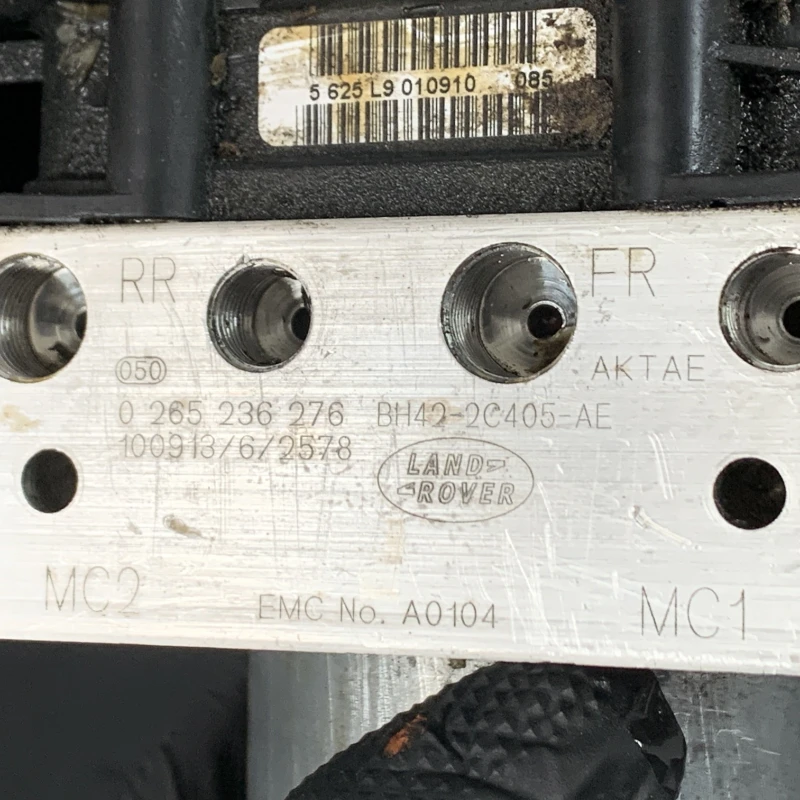 5 625 L9 010910 085
RR FR
050 AKTAE
0 265 236 276 BH42-2C405-AE
100913/6/2578
LAND
ROVER
MC2 MC1
EMC No. A0104